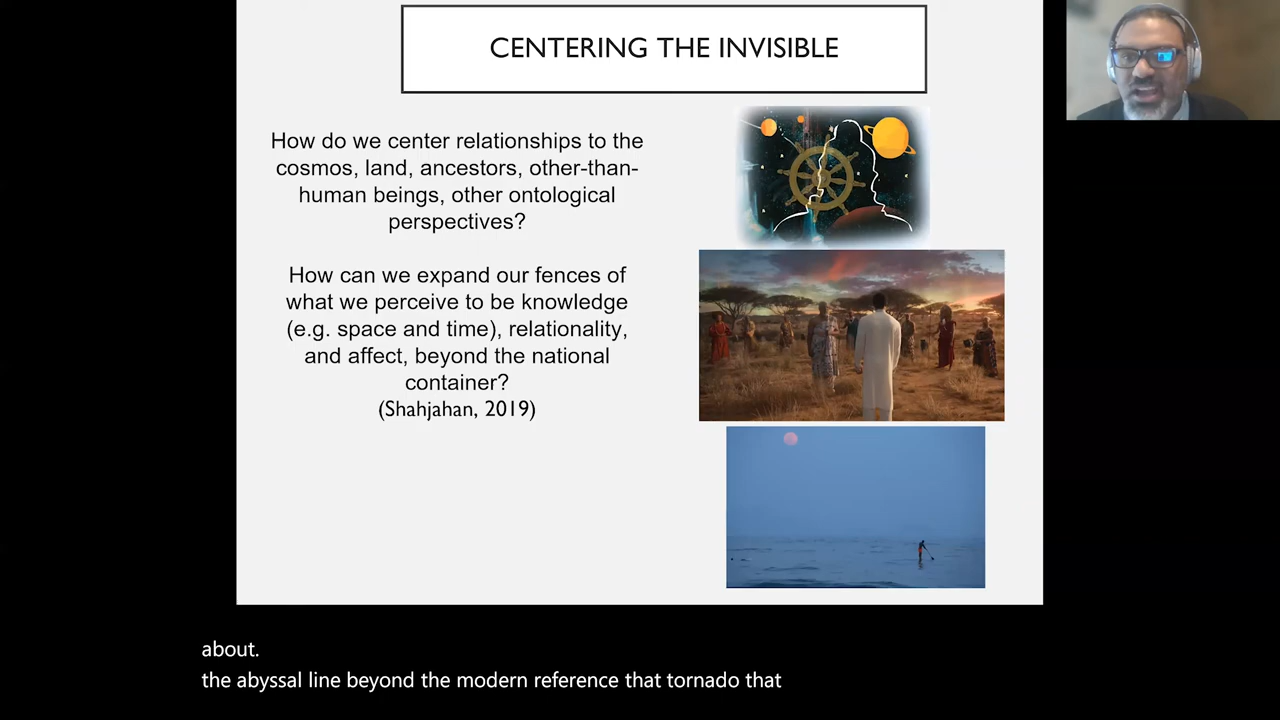 CENTERING THE INVISIBLE
How do we center relationships to the
cosmos, land, ancestors, other-than-
human beings, other ontological
perspectives?
How can we expand our fences of
what we perceive to be knowledge
(e.g. space and time), relationality,
and affect, beyond the national
container?
(Shahjahan, 2019)
about.
the abyssal line beyond the modern reference that tornado that